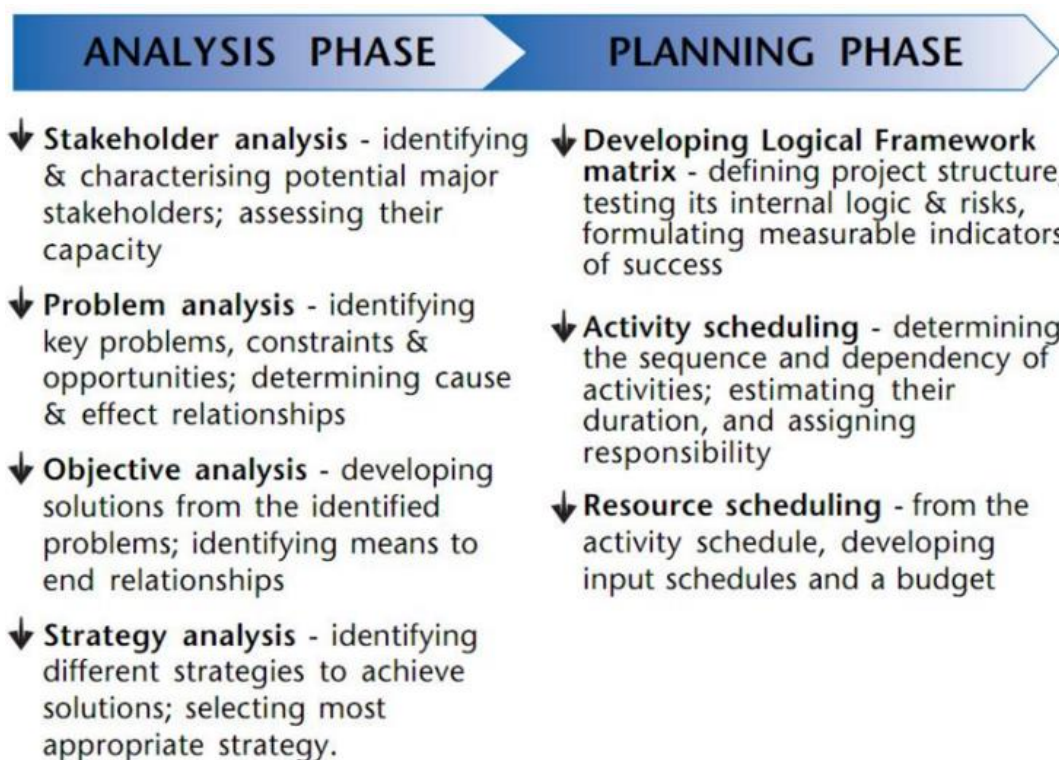 ANALYSIS PHASE
PLANNING PHASE
Stakeholder analysis - identifying
& characterising potential major
stakeholders; assessing their
capacity
Problem analysis - identifying
key problems, constraints &
opportunities; determining cause
& effect relationships
Objective analysis - developing
solutions from the identified
problems; identifying means to
end relationships
Strategy analysis - identifying
different strategies to achieve
solutions; selecting most
appropriate strategy.
Developing Logical Framework
matrix - defining project structure,
testing its internal logic & risks,
formulating measurable indicators
of success
Activity scheduling - determining
the sequence and dependency of
activities; estimating their
duration, and assigning
responsibility
Resource scheduling - from the
activity schedule, developing
input schedules and a budget